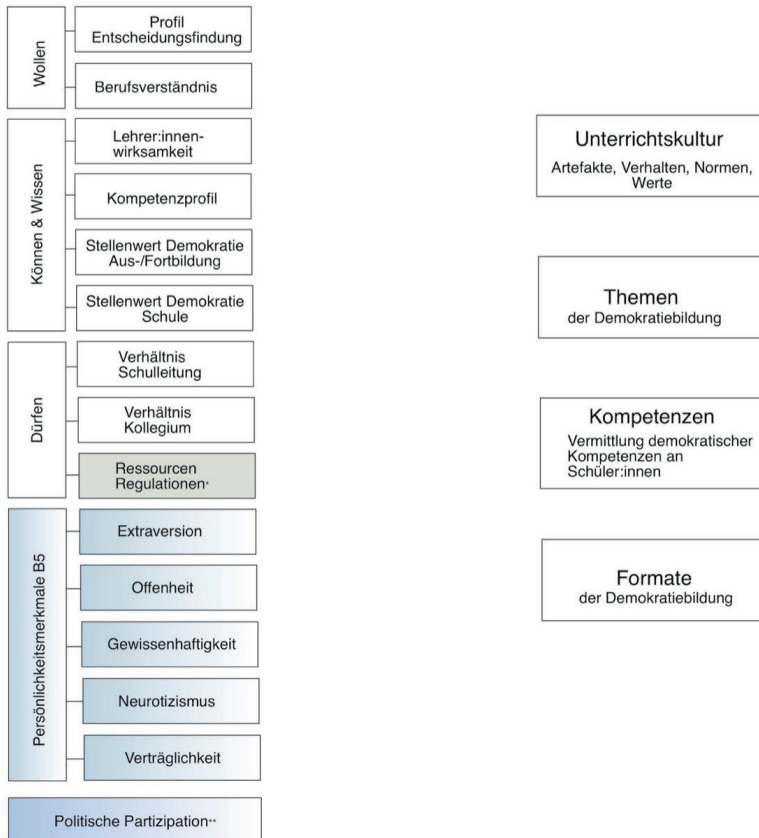 Wollen
Profil
Entscheidungsfindung
Berufsverständnis
Können & Wissen
Lehrer:innen-
wirksamkeit
Kompetenzprofil
Stellenwert Demokratie
Aus-/Fortbildung
Stellenwert Demokratie
Schule
Dürfen
Verhältnis
Schulleitung
Verhältnis
Kollegium
Ressourcen
Regulationen*
Persönlichkeitsmerkmale B5
Extraversion
Offenheit
Gewissenhaftigkeit
Neurotizismus
Verträglichkeit
Politische Partizipation**
Unterrichtskultur
Artefakte, Verhalten, Normen,
Werte
Themen
der Demokratiebildung
Kompetenzen
Vermittlung demokratischer
Kompetenzen an
Schüler:innen
Formate
der Demokratiebildung